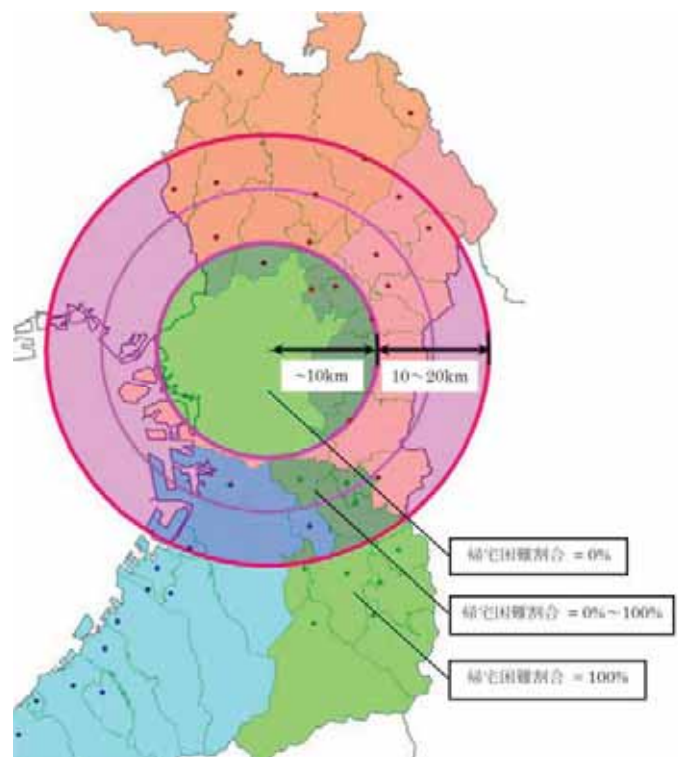 ~10km
10～20km
帰宅困難割合 = 0%
帰宅困難割合 = 0%～100%
帰宅困難割合 = 100%